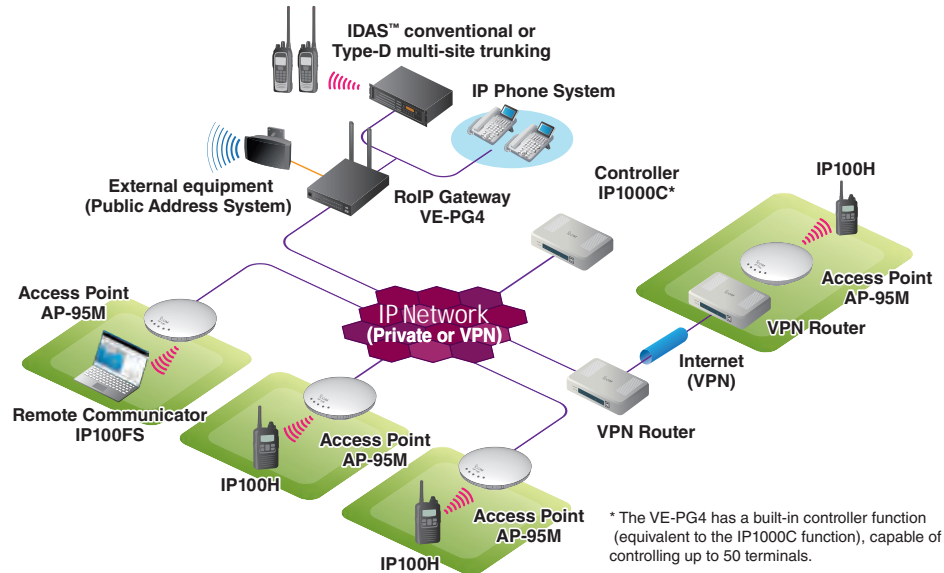 IDAS™ conventional or
Type-D multi-site trunking
IP Phone System
External equipment
(Public Address System)
RoIP Gateway
VE-PG4
Controller
IP1000C*
IP100H
Access Point
AP-95M
VPN Router
Internet
(VPN)
VPN Router
IP Network
(Private or VPN)
Access Point
AP-95M
Remote Communicator
IP100FS
Access Point
AP-95M
IP100H
Access Point
AP-95M
IP100H
* The VE-PG4 has a built-in controller function
(equivalent to the IP1000C function), capable of
controlling up to 50 terminals.